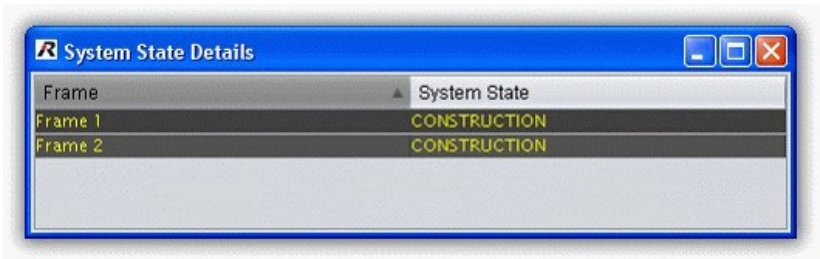 System State Details
Frame System State
Frame 1 CONSTRUCTION
Frame 2 CONSTRUCTION